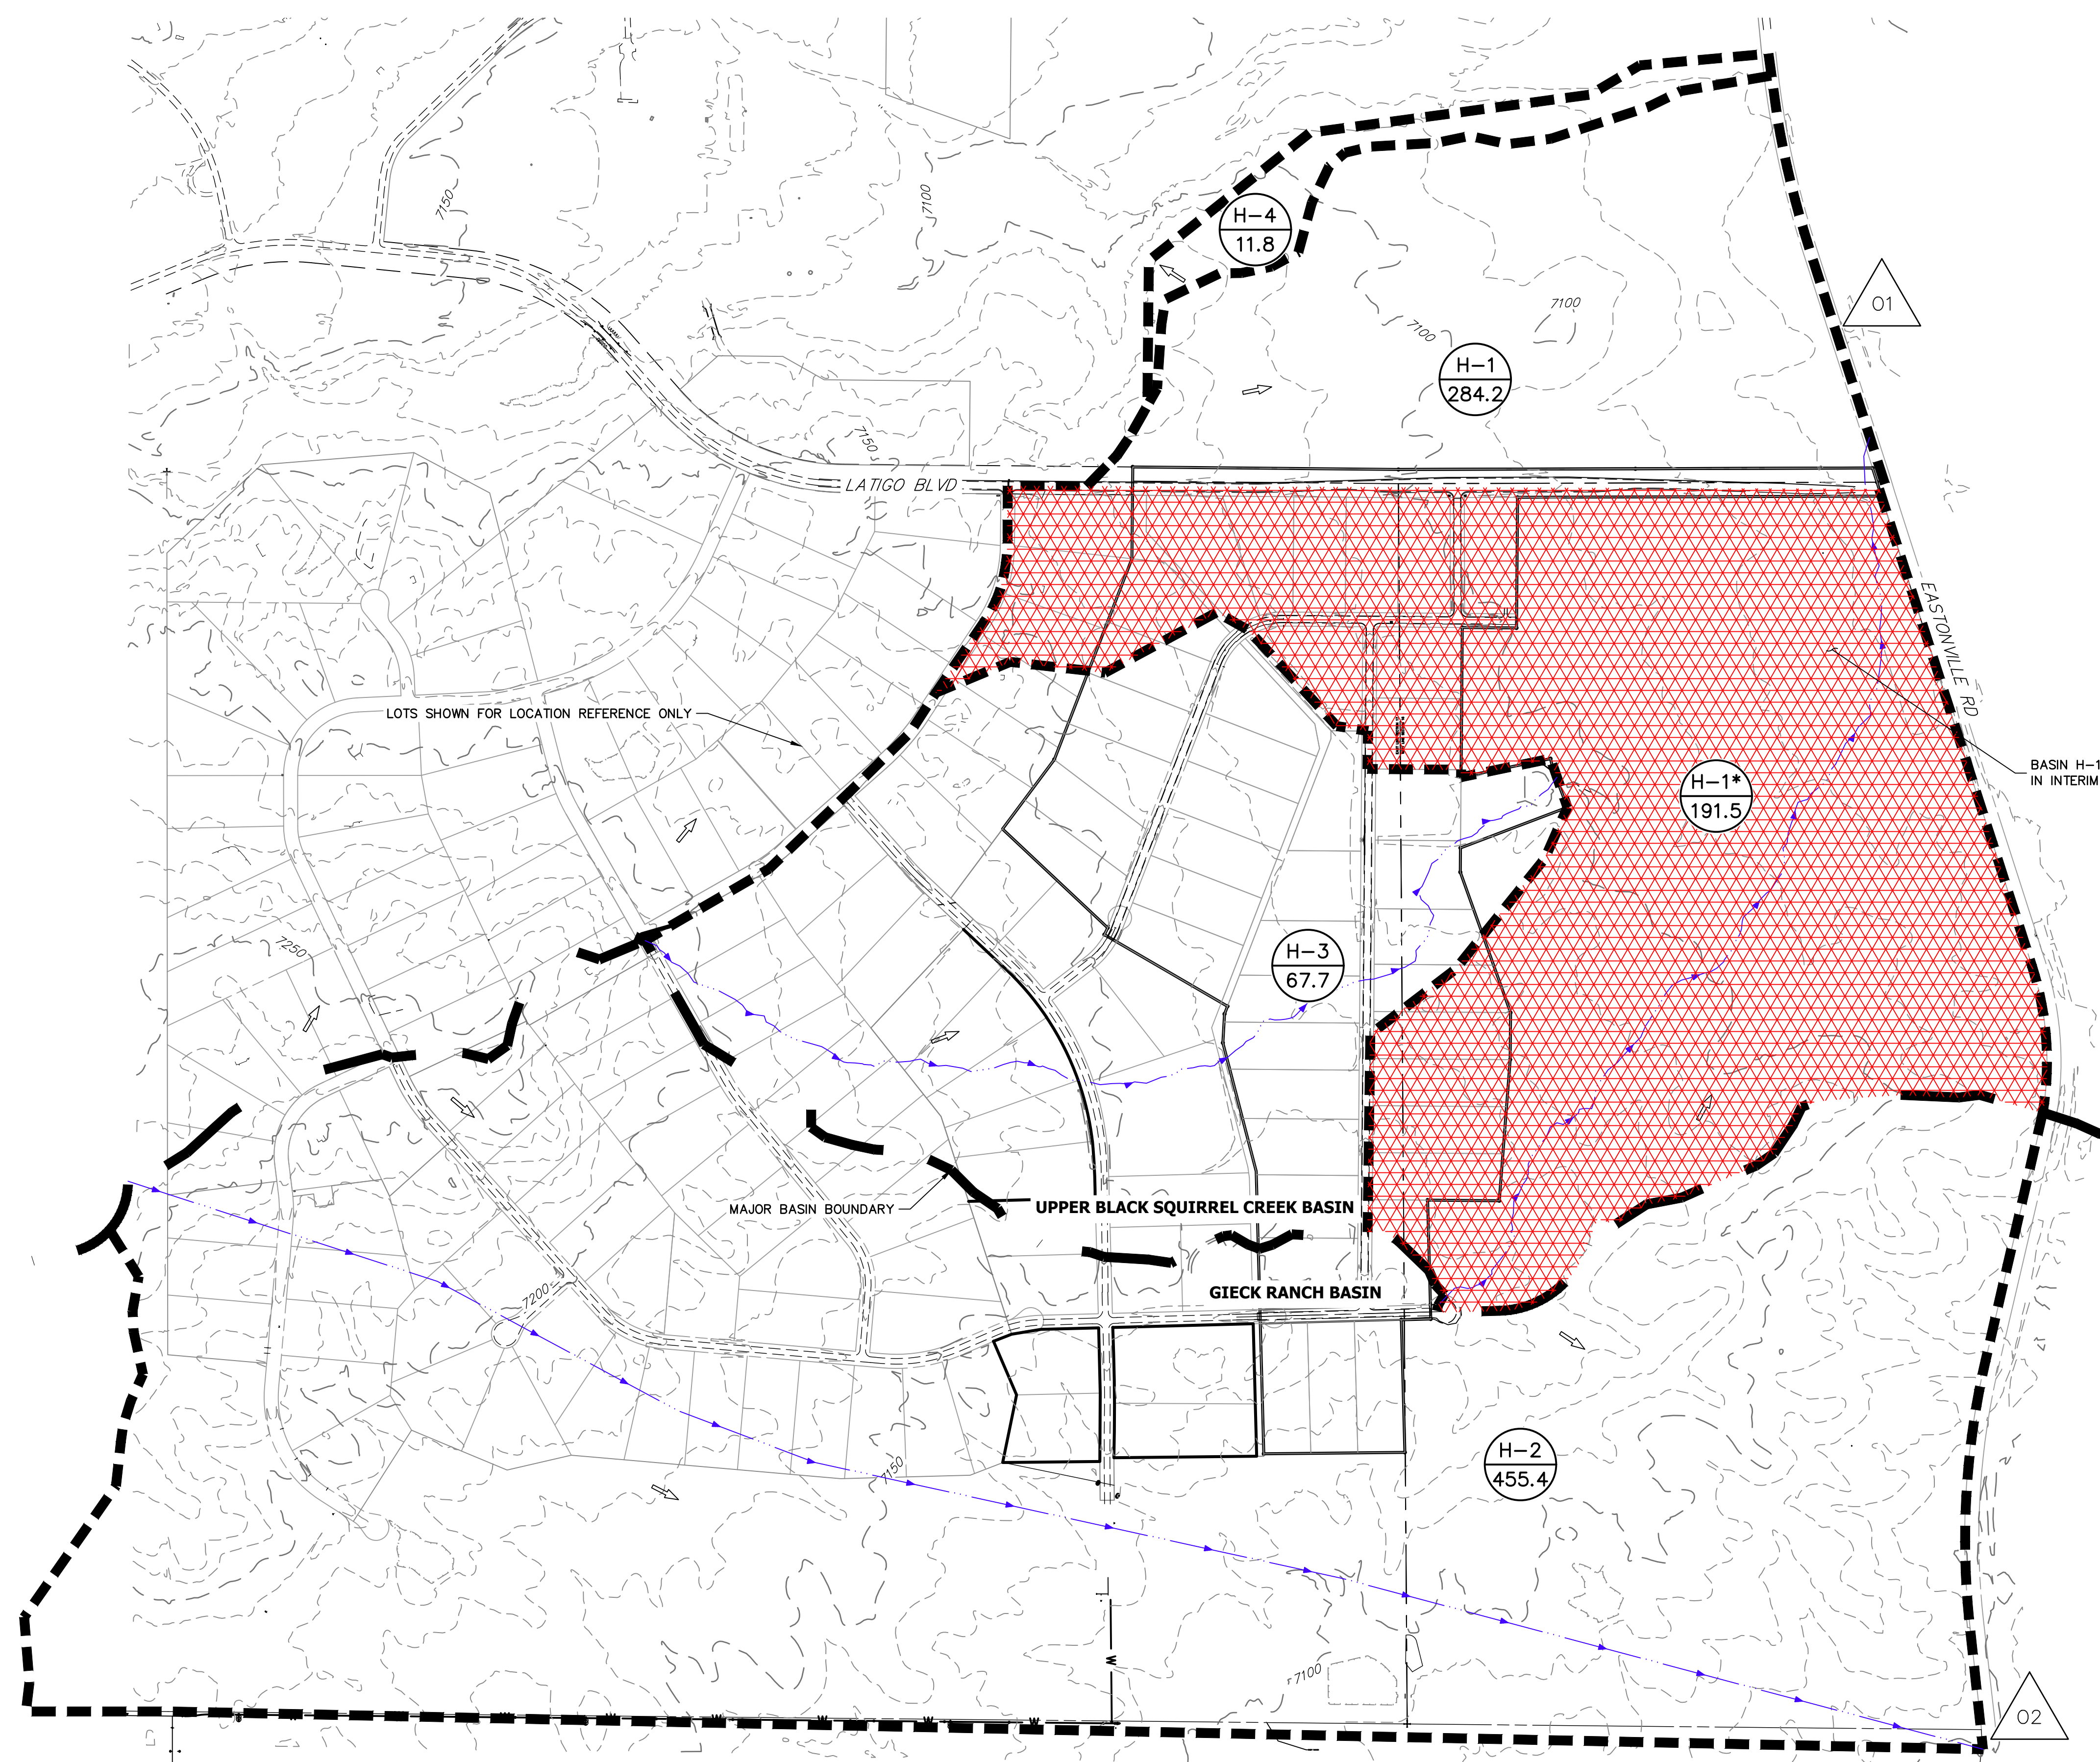 7150
7100
H-4
11.8
01
7100
7100
H-1
284.2
7150
LATIGO BLVD
EASTONVILLE RD
LOTS SHOWN FOR LOCATION REFERENCE ONLY
BASIN H-1
IN INTERIM
H-1*
191.5
7250
H-3
67.7
MAJOR BASIN BOUNDARY
UPPER BLACK SQUIRREL CREEK BASIN
GIECK RANCH BASIN
7200
H-2
455.4
7150
W
7100
02
W
W
W
W
W
W